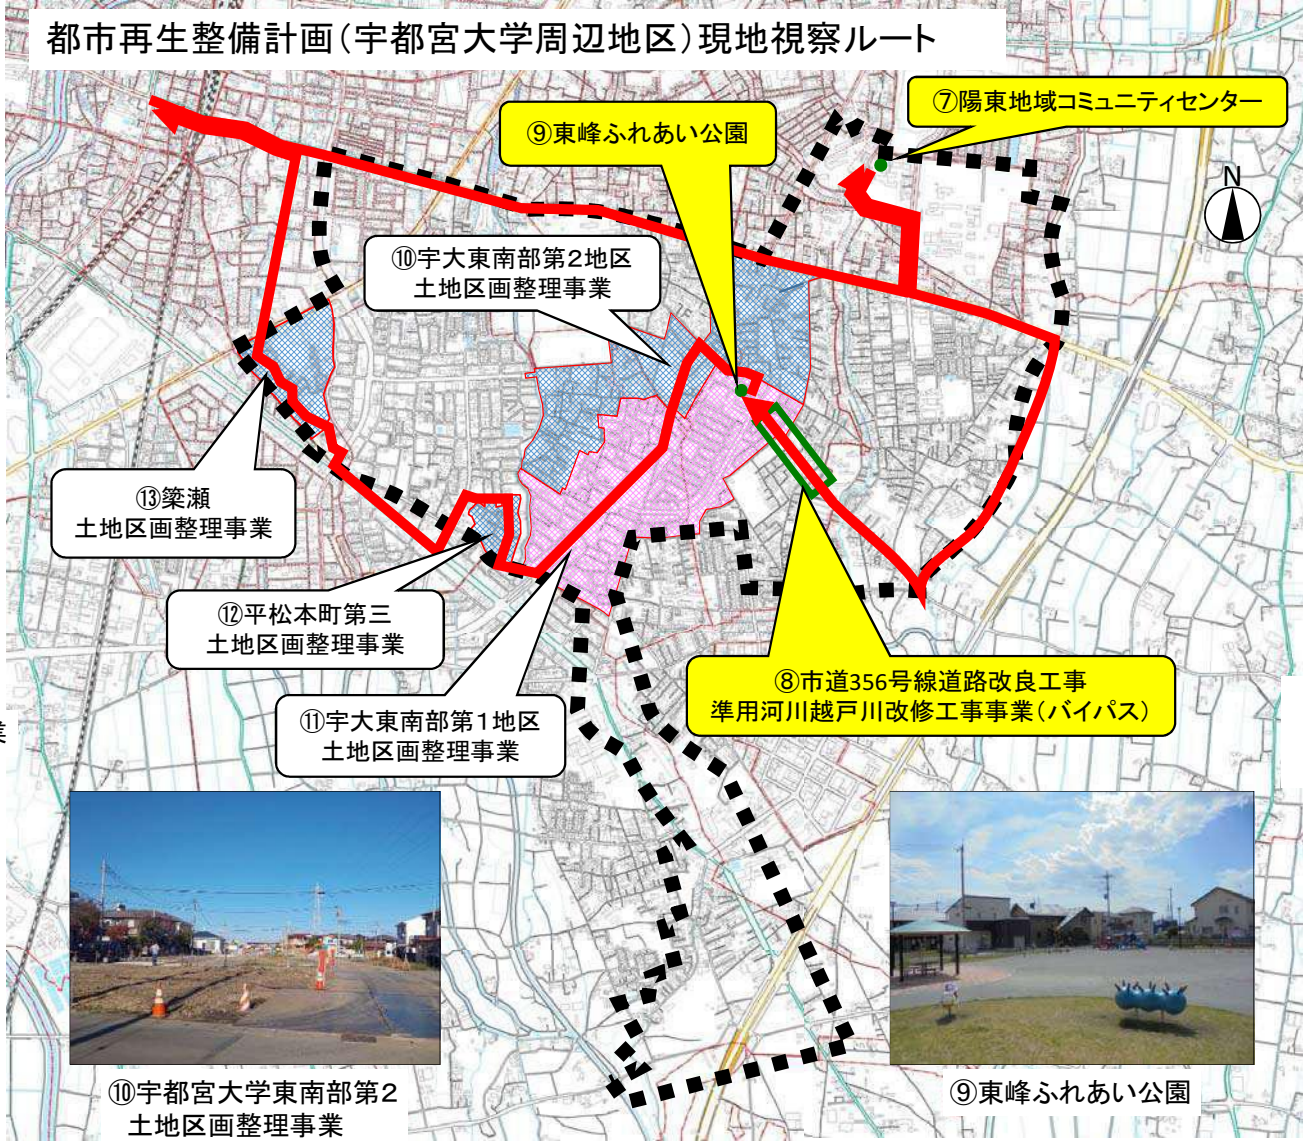 都市再生整備計画(宇都宮大学周辺地区)現地視察ルート
⑦陽東地域コミュニティセンター
⑨東峰ふれあい公園
N
⑩宇大東南部第2地区
土地区画整理事業
⑬簗瀬
土地区画整理事業
⑫平松本町第三
土地区画整理事業
⑪宇大東南部第1地区
土地区画整理事業
⑧市道356号線道路改良工事
準用河川越戸川改修工事事業(バイパス)
業
⑩宇都宮大学東南部第2
土地区画整理事業
⑨東峰ふれあい公園